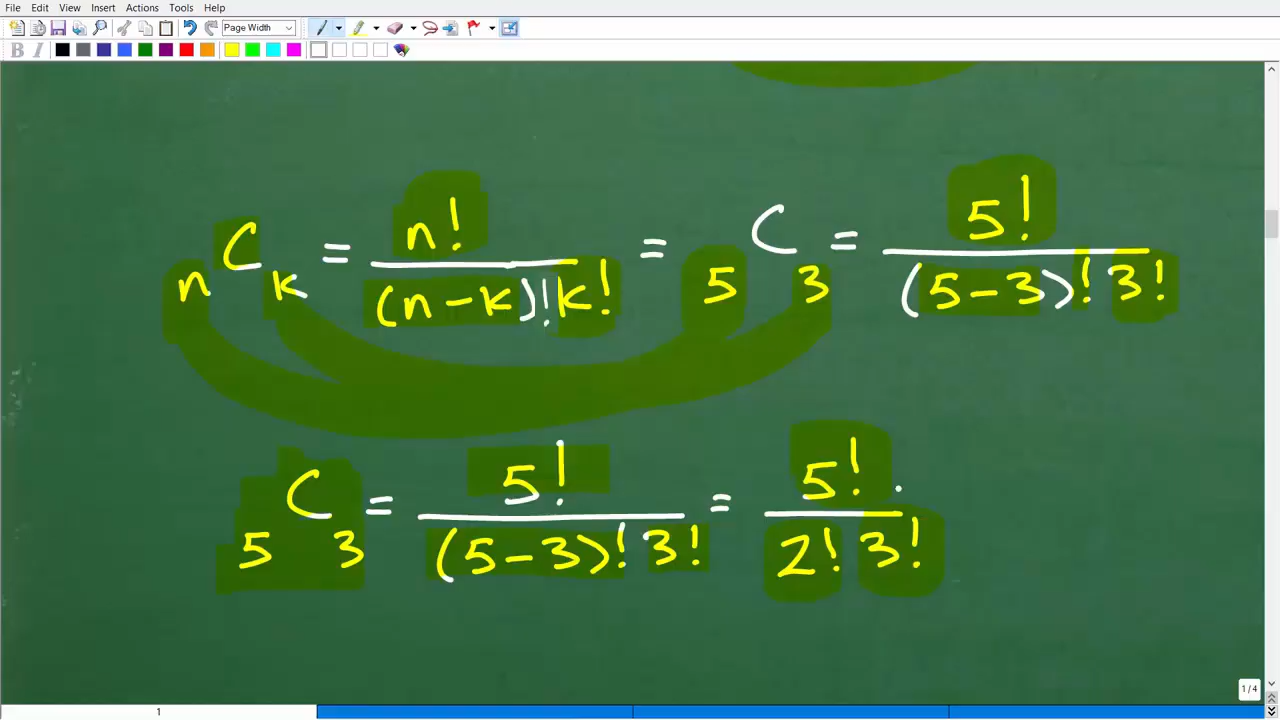 File Edit View Insert Actions Tools Help
Page Width
B I
nCk = n! / (n-k)!k! = 5C3 = 5! / (5-3)! 3!
5C3 = 5! / (5-3)! 3! = 5! / 2! 3!
1/4
1